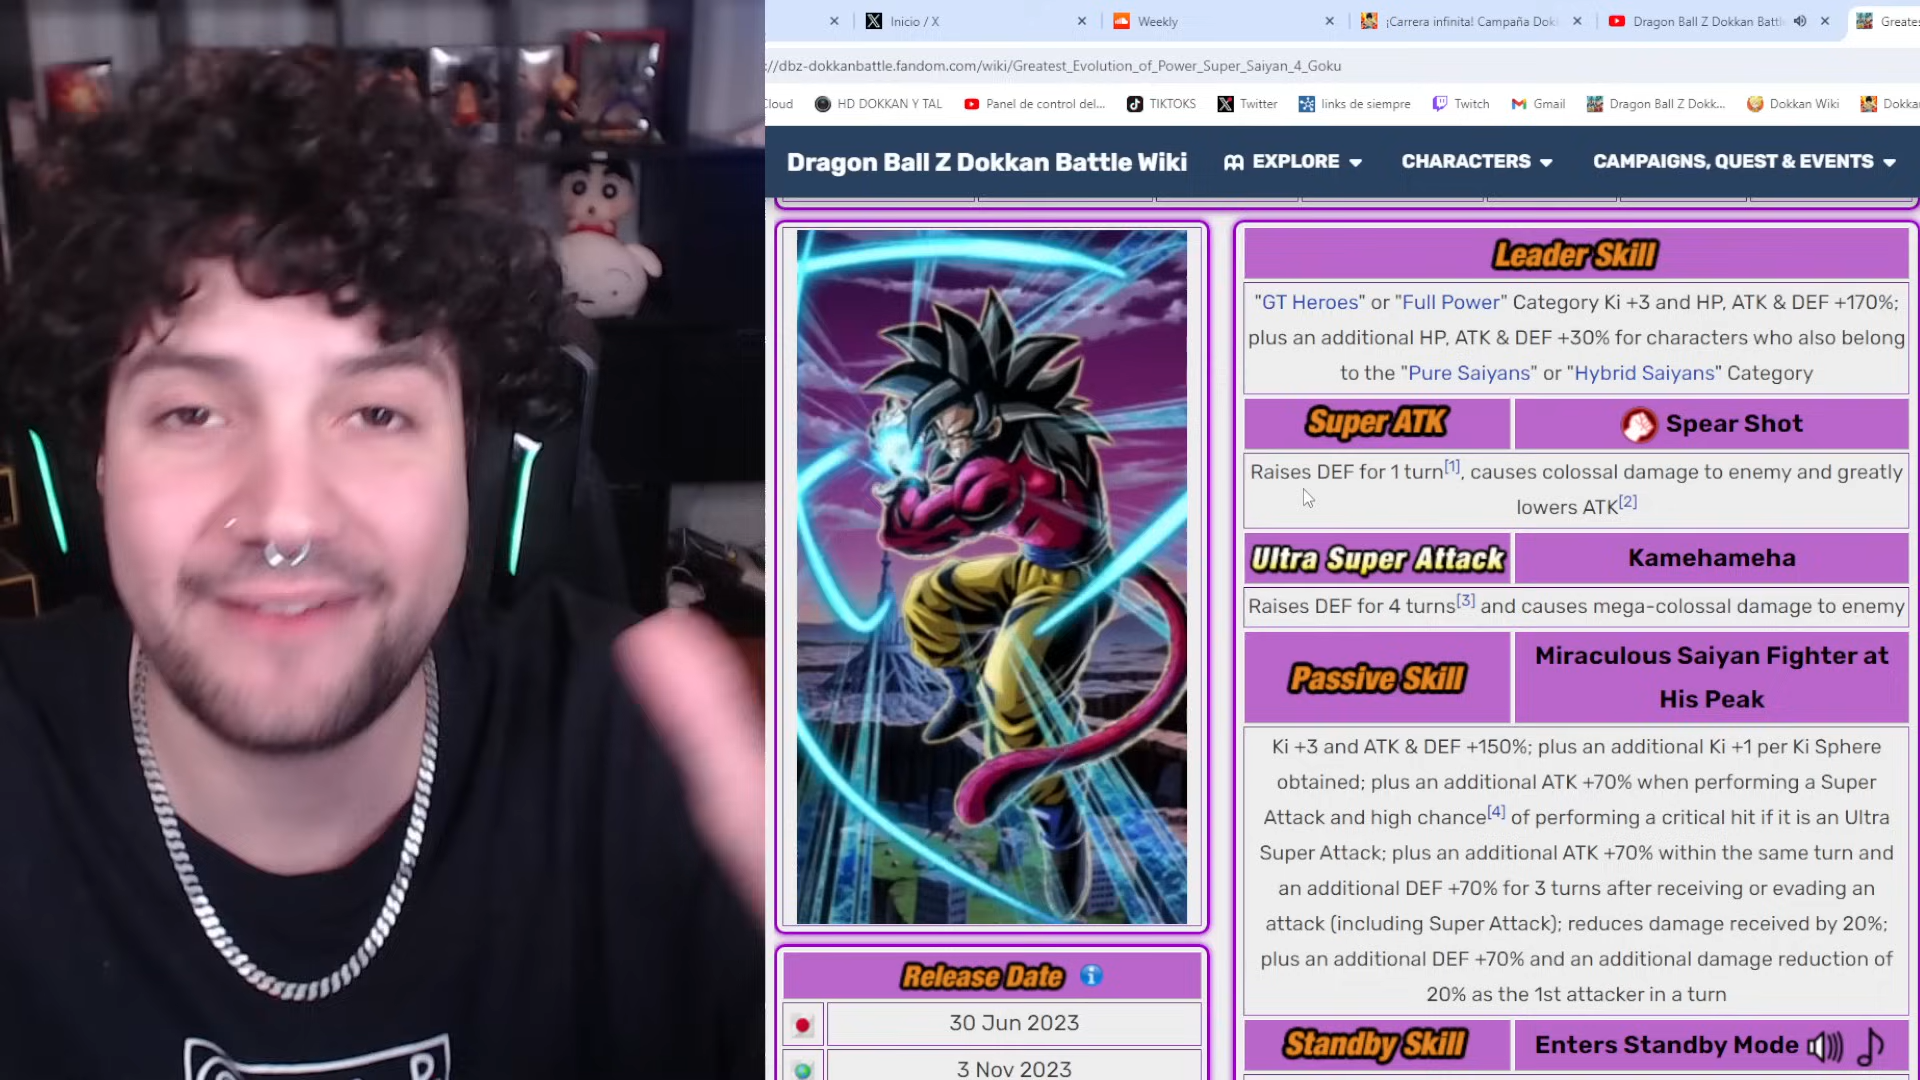 Inicio / X
Weekly
¡Carrera infinita! Campaña Dok
Dragon Ball Z Dokkan Battl
Greates
://dbz-dokkanbattle.fandom.com/wiki/Greatest_Evolution_of_Power_Super_Saiyan_4_Goku
Cloud HD DOKKAN Y TAL Panel de control del... TIKTOKS Twitter links de siempre Twitch Gmail Dragon Ball Z Dokk... Dokkan Wiki Dokkan
Dragon Ball Z Dokkan Battle Wiki EXPLORE CHARACTERS CAMPAIGNS, QUEST & EVENTS
Leader Skill
"GT Heroes" or "Full Power" Category Ki +3 and HP, ATK & DEF +170%;
plus an additional HP, ATK & DEF +30% for characters who also belong
to the "Pure Saiyans" or "Hybrid Saiyans" Category
Super ATK Spear Shot
Raises DEF for 1 turn[1], causes colossal damage to enemy and greatly
lowers ATK[2]
Ultra Super Attack Kamehameha
Raises DEF for 4 turns[3] and causes mega-colossal damage to enemy
Passive Skill
Miraculous Saiyan Fighter at
His Peak
Ki +3 and ATK & DEF +150%; plus an additional Ki +1 per Ki Sphere
obtained; plus an additional ATK +70% when performing a Super
Attack and high chance[4] of performing a critical hit if it is an Ultra
Super Attack; plus an additional ATK +70% within the same turn and
an additional DEF +70% for 3 turns after receiving or evading an
attack (including Super Attack); reduces damage received by 20%;
plus an additional DEF +70% and an additional damage reduction of
20% as the 1st attacker in a turn
Standby Skill Enters Standby Mode
Release Date
30 Jun 2023
3 Nov 2023